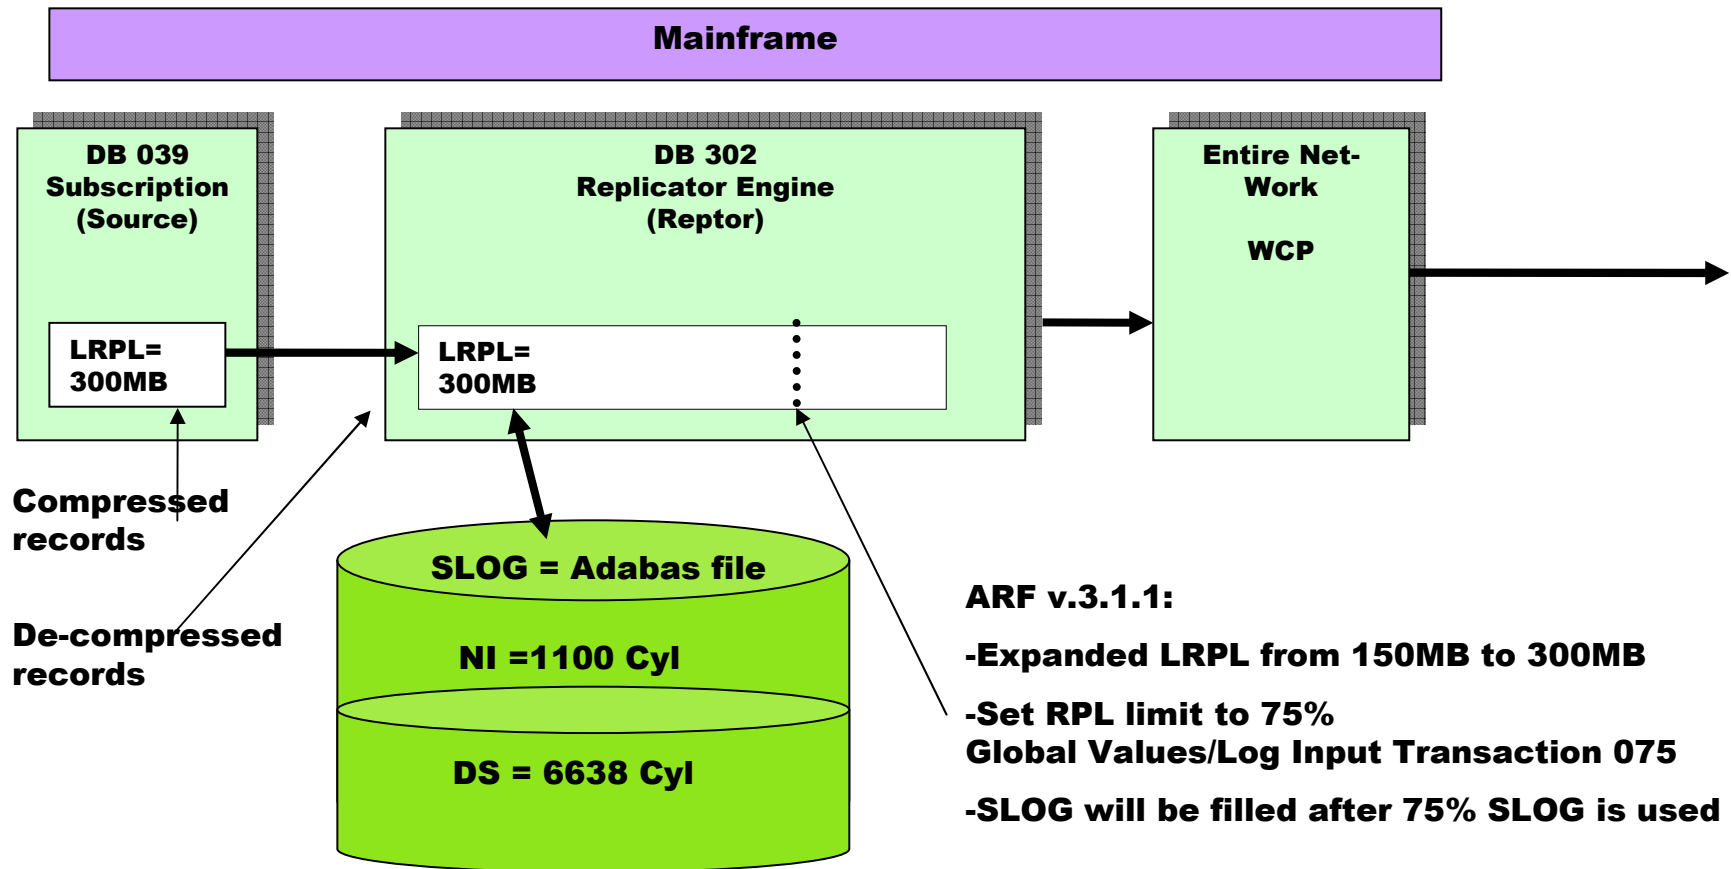 Mainframe
DB 039
Subscription
(Source)
LRPL=
300MB
DB 302
Replicator Engine
(Reptor)
LRPL=
300MB
Entire Net-
Work
WCP
Compressed
records
De-compressed
records
SLOG = Adabas file
NI =1100 Cyl
DS = 6638 Cyl
ARF v.3.1.1:
-Expanded LRPL from 150MB to 300MB
-Set RPL limit to 75%
Global Values/Log Input Transaction 075
-SLOG will be filled after 75% SLOG is used